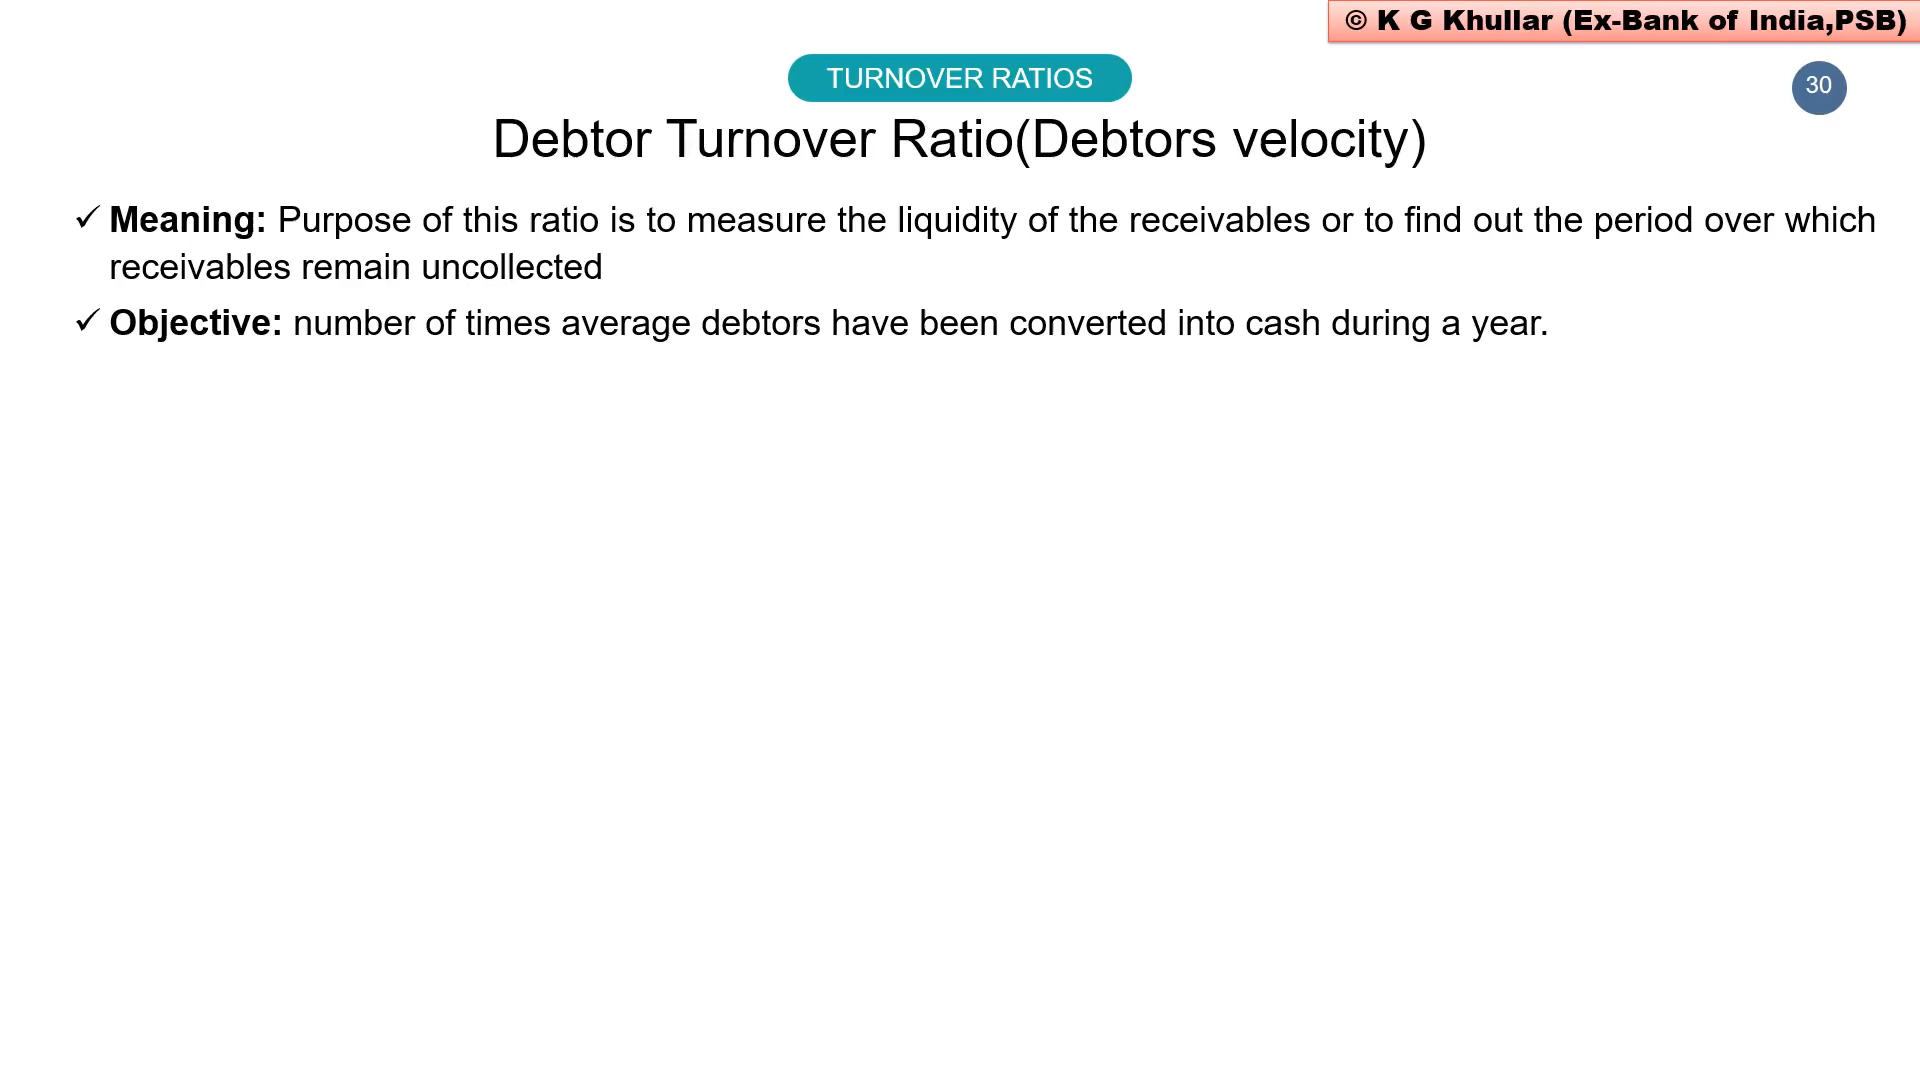 © K G Khullar (Ex-Bank of India,PSB)
TURNOVER RATIOS
30
Debtor Turnover Ratio(Debtors velocity)
✓ Meaning: Purpose of this ratio is to measure the liquidity of the receivables or to find out the period over which
receivables remain uncollected
✓ Objective: number of times average debtors have been converted into cash during a year.